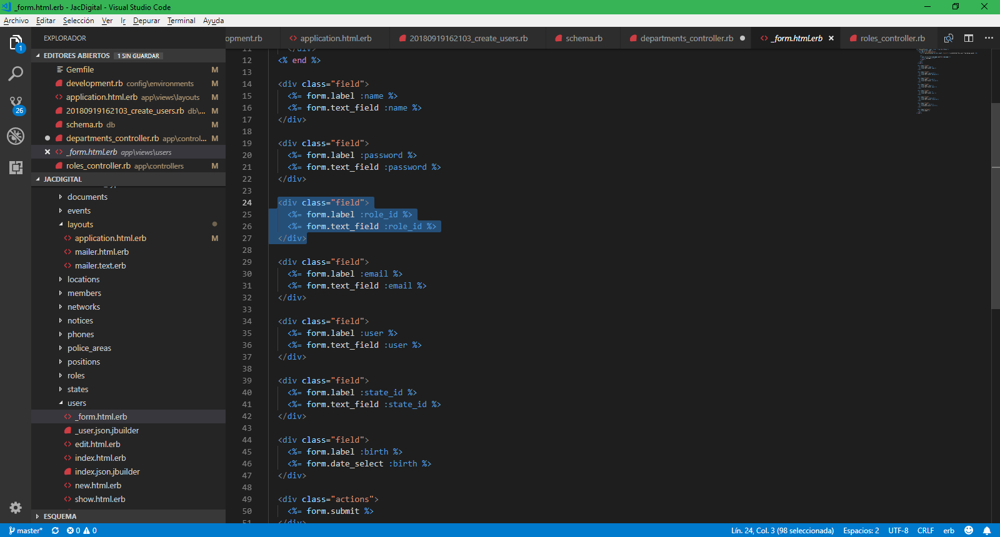 _form.html.erb - JacDigital - Visual Studio Code
Archivo Editar Selección Ver Ir Depurar Terminal Ayuda
EXPLORADOR
opment.rb application.html.erb 20180919162103_create_users.rb schema.rb departments_controller.rb _form.html.erb roles_controller.rb
1
26
EDITORES ABIERTOS 1 SIN GUARDAR
Gemfile M
development.rb config\environments M
application.html.erb app\views\layouts M
20180919162103_create_users.rb db\... M
schema.rb db M
departments_controller.rb app\control... M
_form.html.erb app\views\users
roles_controller.rb app\controllers M
JACDIGITAL
documents
events
layouts
application.html.erb M
mailer.html.erb
mailer.text.erb
locations
members
networks
notices
phones
police_areas
positions
roles
states
users
_form.html.erb
_user.json.jbuilder
edit.html.erb
index.html.erb
index.json.jbuilder
new.html.erb
show.html.erb
ESQUEMA
11 </div>
12 <% end %>
13
14 <div class="field">
15 <%= form.label :name %>
16 <%= form.text_field :name %>
17 </div>
18
19 <div class="field">
20 <%= form.label :password %>
21 <%= form.text_field :password %>
22 </div>
23
24 <div class="field">
25 <%= form.label :role_id %>
26 <%= form.text_field :role_id %>
27 </div>
28
29 <div class="field">
30 <%= form.label :email %>
31 <%= form.text_field :email %>
32 </div>
33
34 <div class="field">
35 <%= form.label :user %>
36 <%= form.text_field :user %>
37 </div>
38
39 <div class="field">
40 <%= form.label :state_id %>
41 <%= form.text_field :state_id %>
42 </div>
43
44 <div class="field">
45 <%= form.label :birth %>
46 <%= form.date_select :birth %>
47 </div>
48
49 <div class="actions">
50 <%= form.submit %>
51 </div>
master* 0 0 Lín. 24, Col. 3 (98 seleccionada) Espacios: 2 UTF-8 CRLF erb